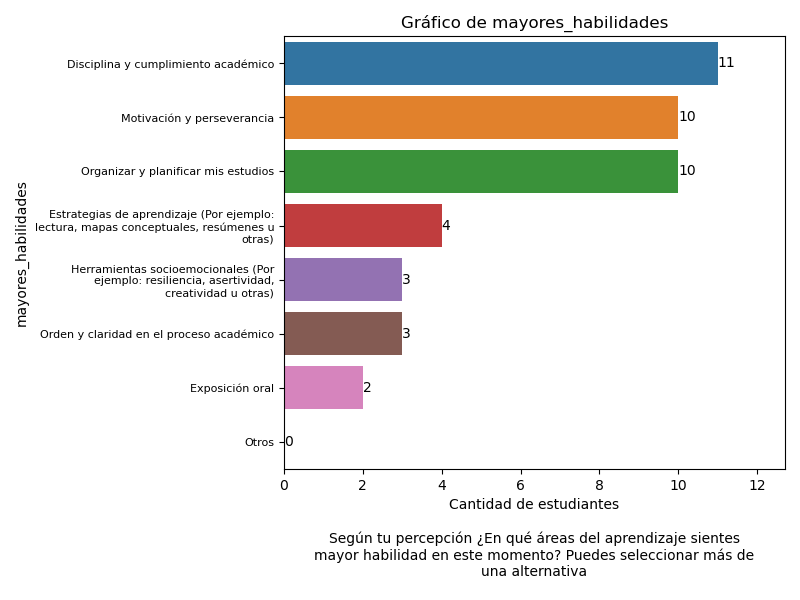 Gráfico de mayores_habilidades
mayores_habilidades
Disciplina y cumplimiento académico
11
Motivación y perseverancia
10
Organizar y planificar mis estudios
10
Estrategias de aprendizaje (Por ejemplo:
lectura, mapas conceptuales, resúmenes u
otras)
4
Herramientas socioemocionales (Por
ejemplo: resiliencia, asertividad,
creatividad u otras)
3
Orden y claridad en el proceso académico
3
Exposición oral
2
Otros
0
0 2 4 6 8 10 12
Cantidad de estudiantes
Según tu percepción ¿En qué áreas del aprendizaje sientes
mayor habilidad en este momento? Puedes seleccionar más de
una alternativa